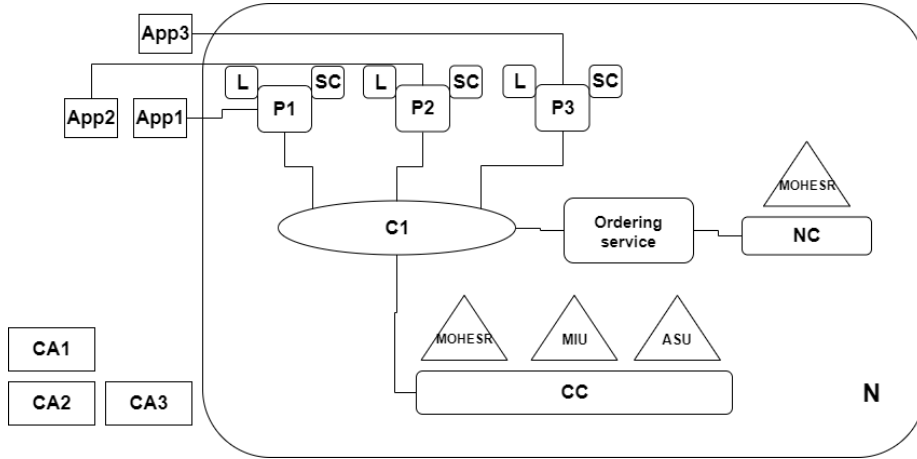 App3
L
SC
L
SC
L
SC
App2
App1
P1
P2
P3
MOHESR
C1
Ordering
service
NC
MOHESR
MIU
ASU
CA1
CC
N
CA2
CA3